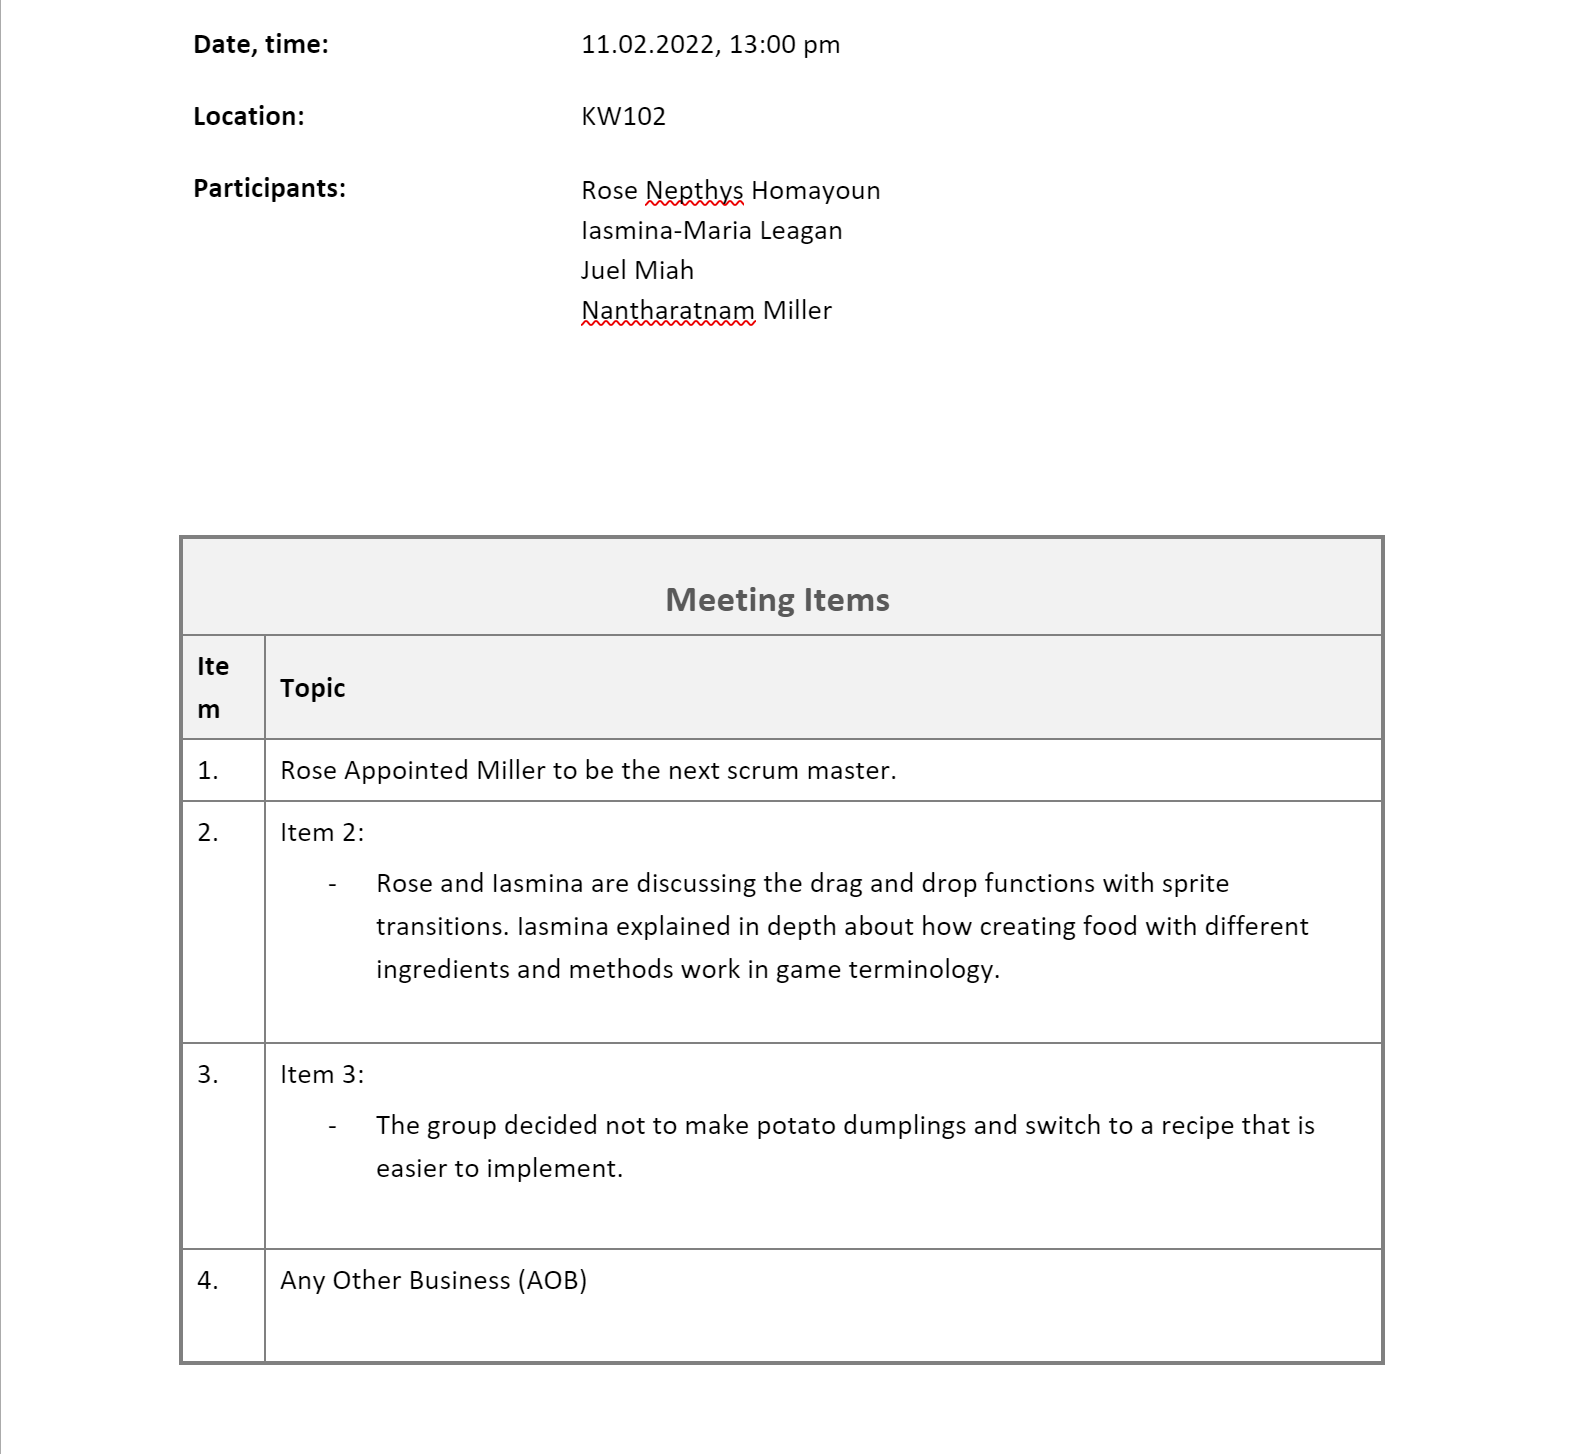 Date, time: 11.02.2022, 13:00 pm
Location: KW102
Participants: Rose Nepthys Homayoun
Iasmina-Maria Leagan
Juel Miah
Nantharatnam Miller
Meeting Items
Ite
m
Topic
1. Rose Appointed Miller to be the next scrum master.
2. Item 2:
- Rose and Iasmina are discussing the drag and drop functions with sprite
transitions. Iasmina explained in depth about how creating food with different
ingredients and methods work in game terminology.
3. Item 3:
- The group decided not to make potato dumplings and switch to a recipe that is
easier to implement.
4. Any Other Business (AOB)